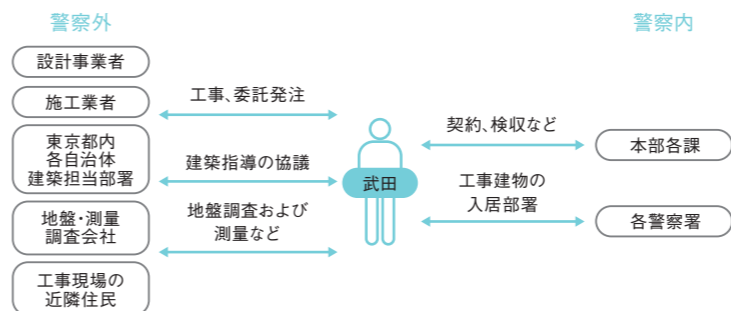 警察外
警察内
設計事業者
施工業者
東京都内
各自治体
建築担当部署
地盤・測量
調査会社
工事現場の
近隣住民
工事、委託発注
建築指導の協議
地盤調査および
測量など
武田
契約、検収など
工事建物の
入居部署
本部各課
各警察署